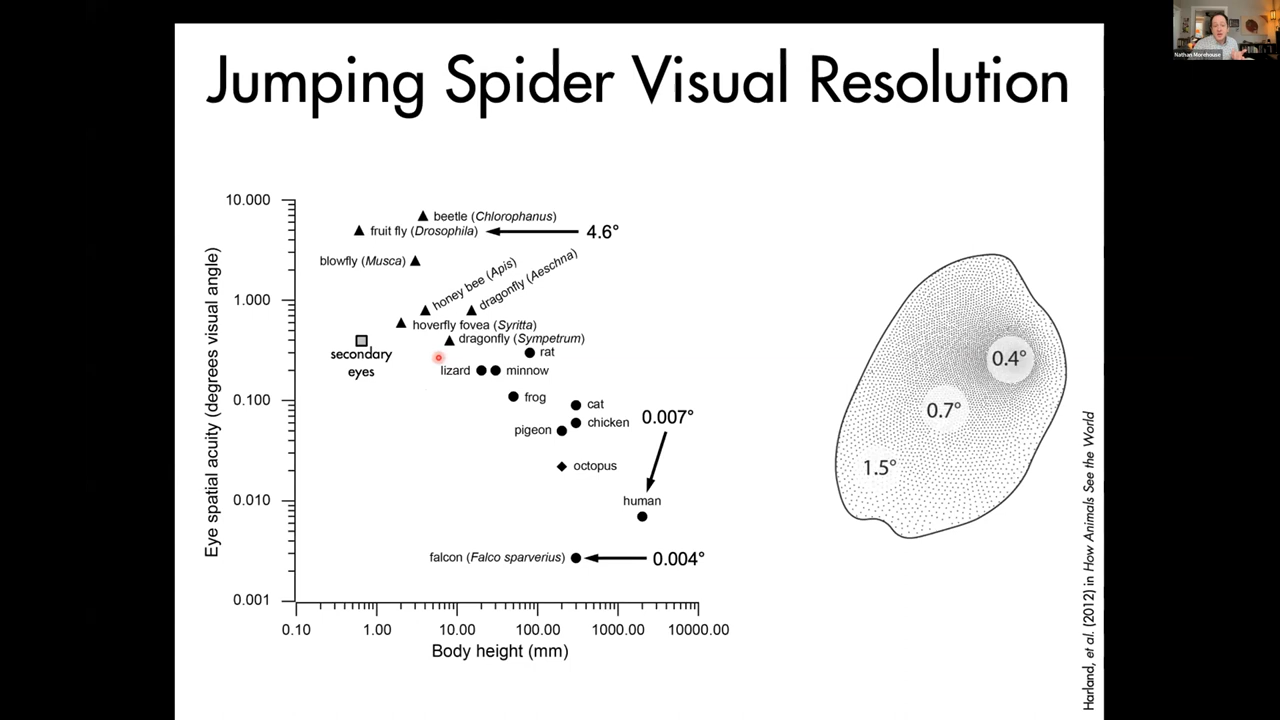 Nathan Morehouse
Jumping Spider Visual Resolution
10.000
1.000
0.100
0.010
0.001
Eye spatial acuity (degrees visual angle)
beetle (Chlorophanus)
fruit fly (Drosophila)
4.6°
blowfly (Musca)
honey bee (Apis)
dragonfly (Aeschna)
hoverfly fovea (Syritta)
dragonfly (Sympetrum)
secondary
eyes
rat
lizard
minnow
frog
cat
chicken
0.007°
pigeon
octopus
human
falcon (Falco sparverius)
0.004°
0.10
1.00
10.00
100.00
1000.00
10000.00
Body height (mm)
0.4°
0.7°
1.5°
Harland, et al. (2012) in How Animals See the World